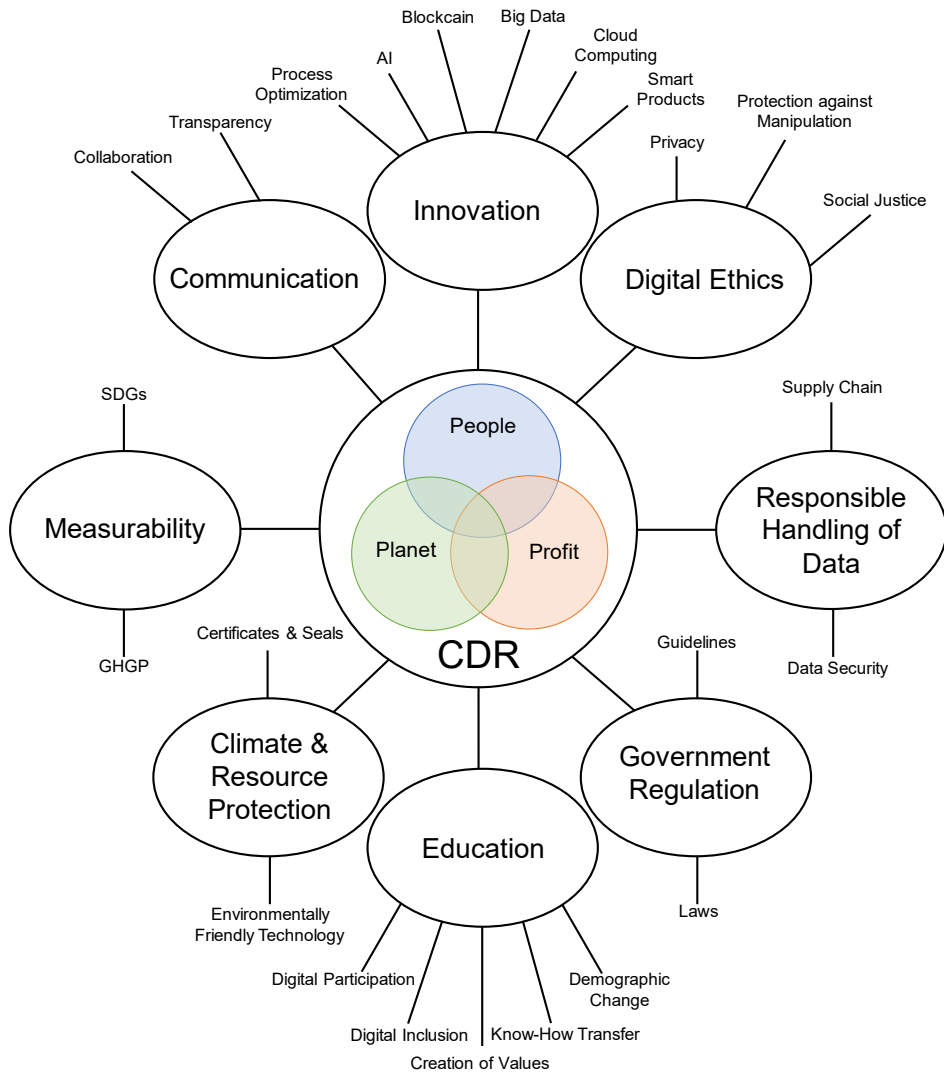 Blockcain
Big Data
AI
Cloud
Computing
Process
Optimization
Smart
Products
Transparency
Protection against
Manipulation
Collaboration
Privacy
Social Justice
Innovation
Communication
Digital Ethics
SDGs
Supply Chain
People
Measurability
Responsible
Handling of
Data
Planet
Profit
CDR
GHGP
Certificates & Seals
Guidelines
Data Security
Climate &
Resource
Protection
Government
Regulation
Education
Environmentally
Friendly Technology
Laws
Digital Participation
Demographic
Change
Digital Inclusion
Know-How Transfer
Creation of Values